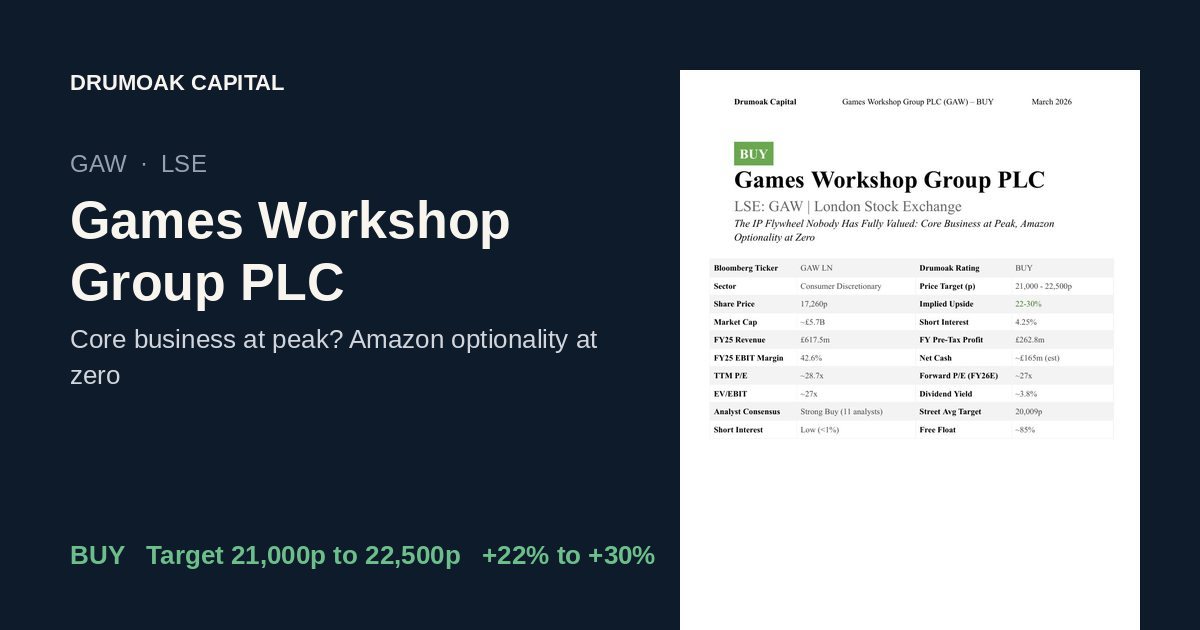 DRUMOAK CAPITAL
GAW · LSE
Games Workshop
Group PLC
Core business at peak? Amazon optionality at
zero
BUY Target 21,000p to 22,500p +22% to +30%
Drumoak Capital Games Workshop Group PLC (GAW) – BUY March 2026
BUY
Games Workshop Group PLC
LSE: GAW | London Stock Exchange
The IP Flywheel Nobody Has Fully Valued: Core Business at Peak, Amazon
Optionality at Zero
Bloomberg Ticker GAW LN Drumoak Rating BUY
Sector Consumer Discretionary Price Target (p) 21,000 - 22,500p
Share Price 17,260p Implied Upside 22-30%
Market Cap ~£5.7B Short Interest 4.25%
FY25 Revenue £617.5m FY Pre-Tax Profit £262.8m
FY25 EBIT Margin 42.6% Net Cash ~£165m (est)
TTM P/E ~28.7x Forward P/E (FY26E) ~27x
EV/EBIT ~27x Dividend Yield ~3.8%
Analyst Consensus Strong Buy (11 analysts) Street Avg Target 20,009p
Short Interest Low (<1%) Free Float ~85%